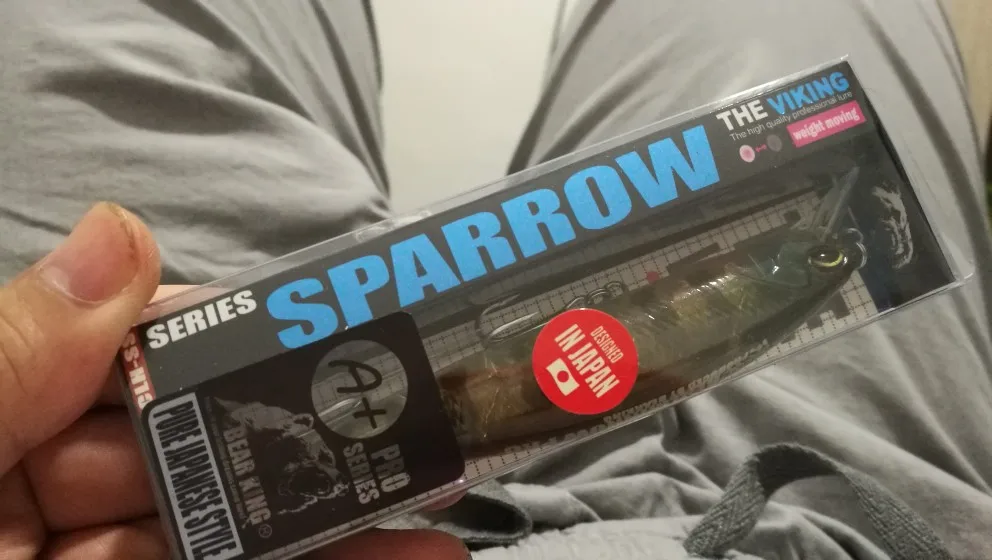 SERIES SPARROW
THE VIKING
The high quality professional lure
weight moving
DESIGNED
IN JAPAN
A+
PRO
SERIES
BEAR KING®
PURE JAPANESE STYLE